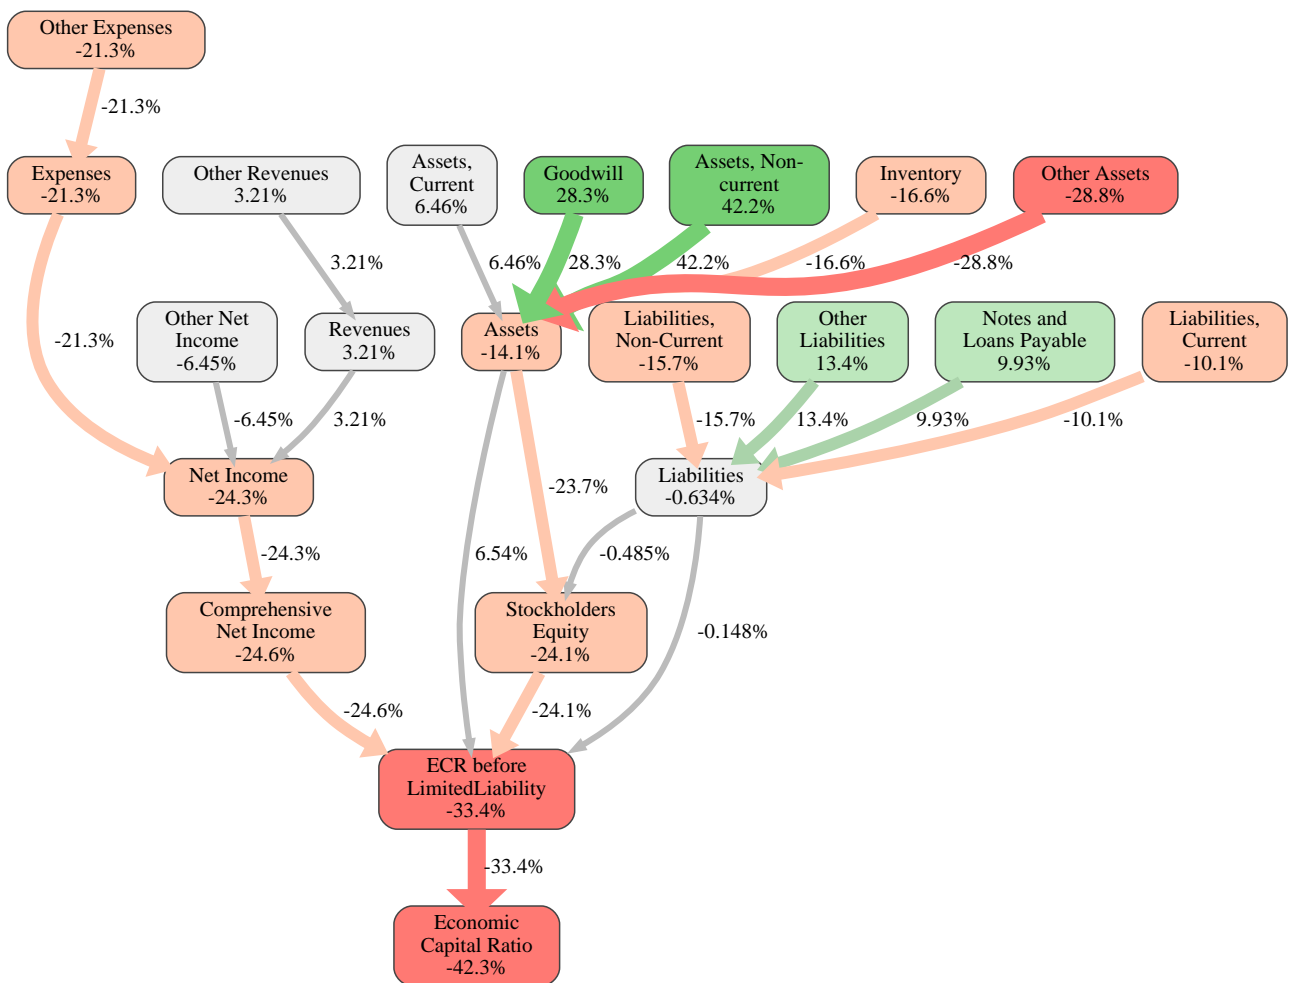 Other Expenses
-21.3%
-21.3%
Expenses
-21.3%
Other Revenues
3.21%
Assets,
Current
6.46%
Goodwill
28.3%
Assets, Non-
current
42.2%
Inventory
-16.6%
Other Assets
-28.8%
3.21%
6.46%
28.3%
42.2%
-16.6%
-28.8%
-21.3%
Other Net
Income
-6.45%
Revenues
3.21%
Assets
-14.1%
Liabilities,
Non-Current
-15.7%
Other
Liabilities
13.4%
Notes and
Loans Payable
9.93%
Liabilities,
Current
-10.1%
-6.45%
3.21%
-15.7%
13.4%
9.93%
-10.1%
Net Income
-24.3%
-23.7%
Liabilities
-0.634%
-24.3%
6.54%
-0.485%
Comprehensive
Net Income
-24.6%
Stockholders
Equity
-24.1%
-0.148%
-24.6%
-24.1%
ECR before
LimitedLiability
-33.4%
-33.4%
Economic
Capital Ratio
-42.3%